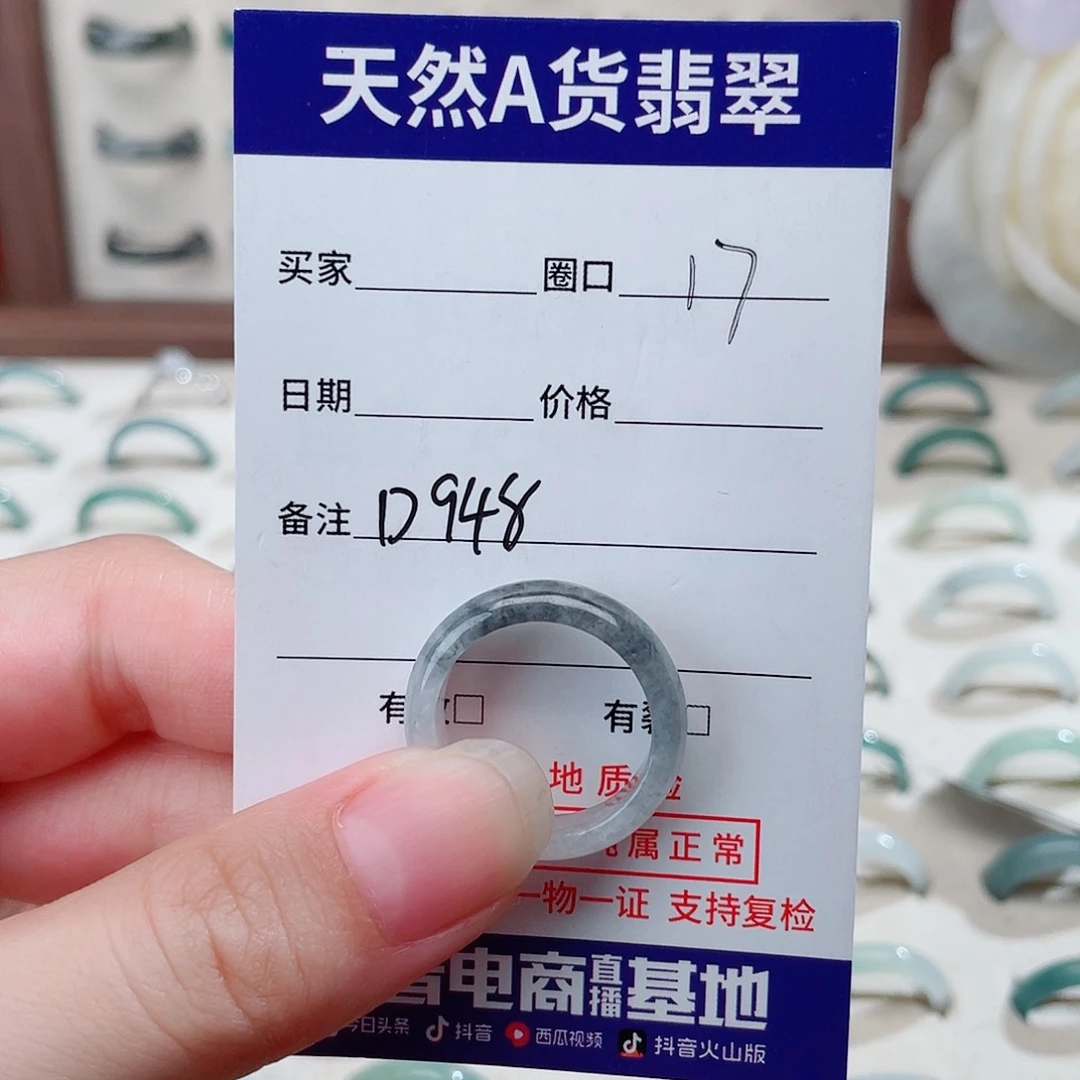 天然A货翡翠
买家 圈口 17
日期 价格
备注 D948
有 □ 有裂 □
地质 检
属正常
一物一证 支持复检
电商直播基地
今日头条 抖音 西瓜视频 抖音火山版